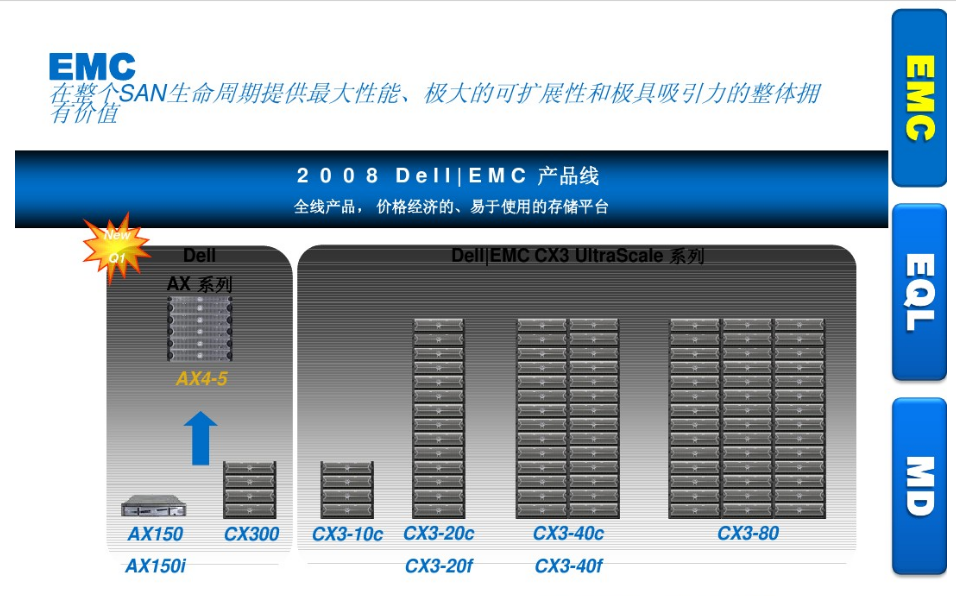 EMC
在整个SAN生命周期提供最大性能、极大的可扩展性和极具吸引力的整体拥
有价值
2008 Dell|EMC 产品线
全线产品， 价格经济的、易于使用的存储平台
New
Q1
Dell
AX 系列
AX4-5
AX150
CX300
AX150i
Dell|EMC CX3 UltraScale 系列
CX3-10c
CX3-20c
CX3-40c
CX3-80
CX3-20f
CX3-40f
EMC
EQL
MD